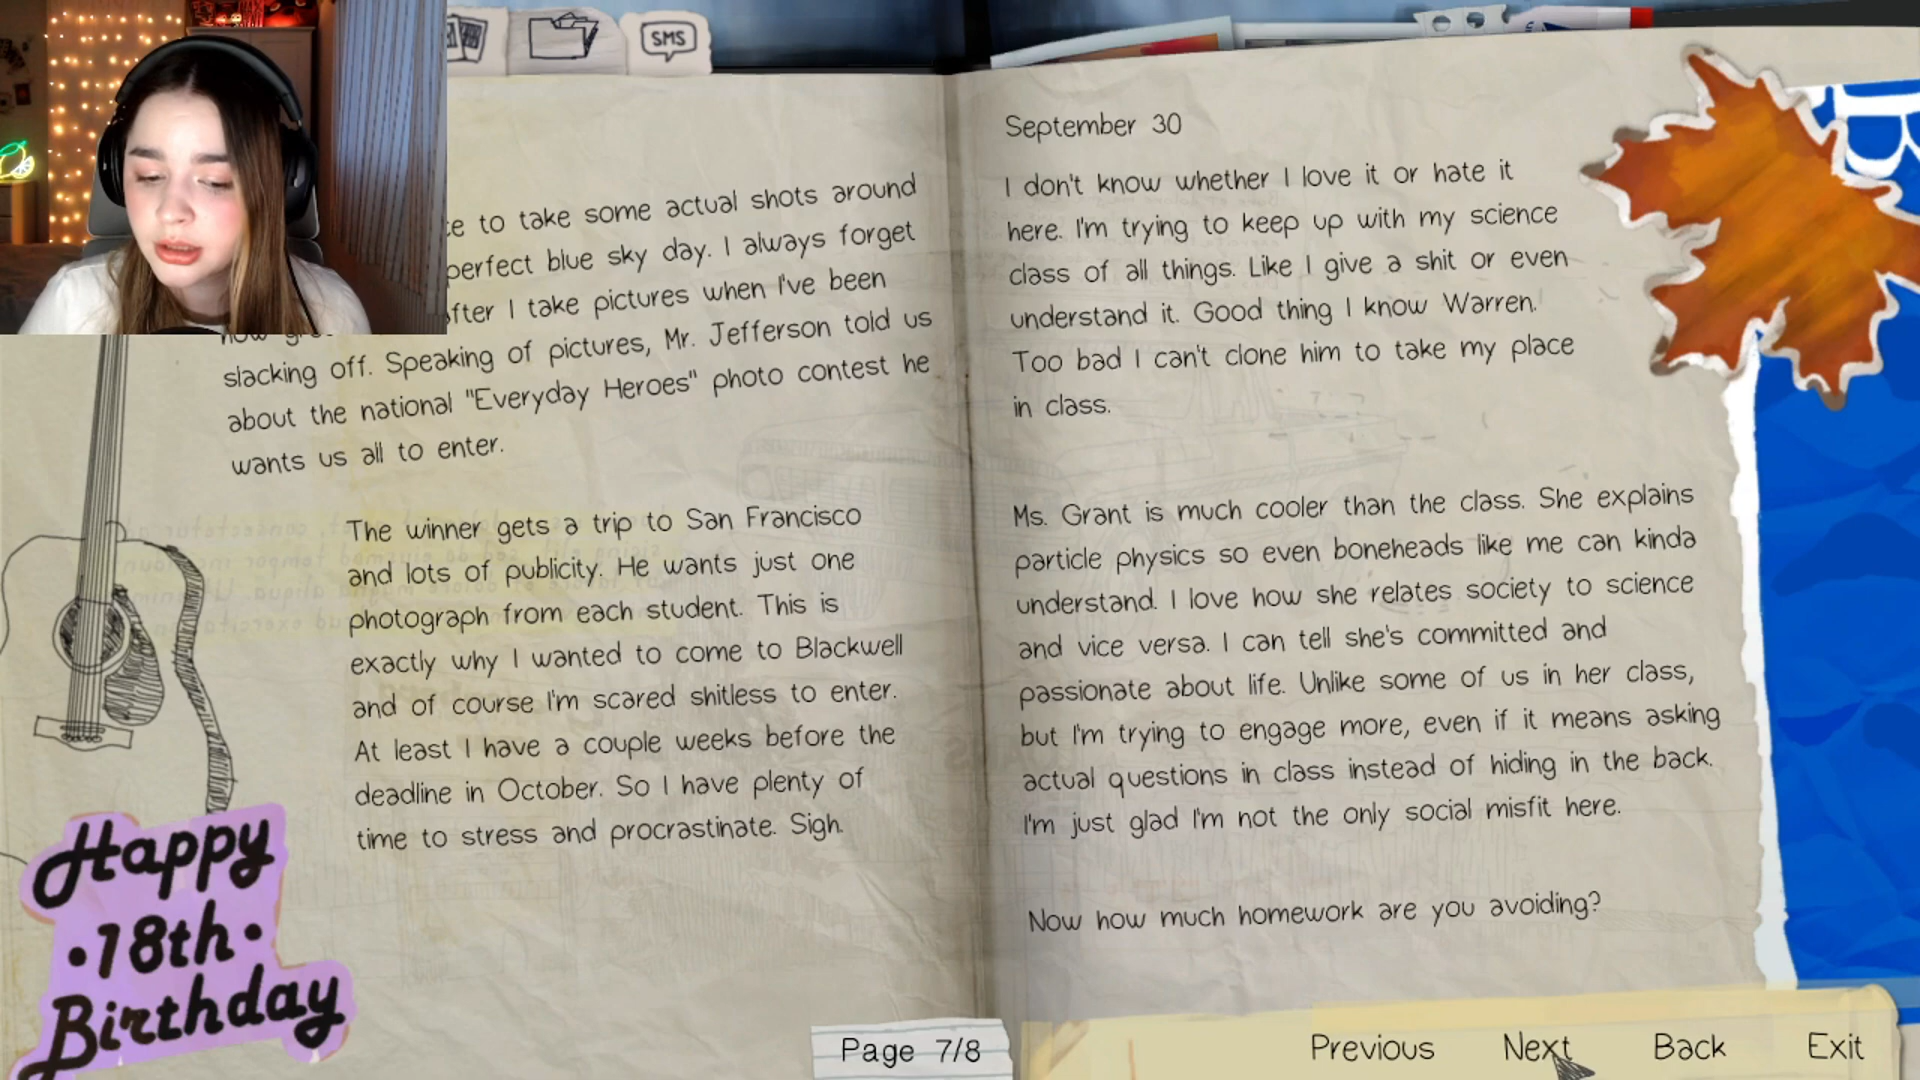 SMS
to take some actual shots around
perfect blue sky day. I always forget
after I take pictures when I've been
slacking off. Speaking of pictures, Mr. Jefferson told us
about the national "Everyday Heroes" photo contest he
wants us all to enter.
The winner gets a trip to San Francisco
and lots of publicity. He wants just one
photograph from each student. This is
exactly why I wanted to come to Blackwell
and of course I'm scared shitless to enter.
At least I have a couple weeks before the
deadline in October. So I have plenty of
time to stress and procrastinate. Sigh.
Happy
•18th•
Birthday
September 30
I don't know whether I love it or hate it
here. I'm trying to keep up with my science
class of all things. Like I give a shit or even
understand it. Good thing I know Warren.
Too bad I can't clone him to take my place
in class.
Ms. Grant is much cooler than the class. She explains
particle physics so even boneheads like me can kinda
understand. I love how she relates society to science
and vice versa. I can tell she's committed and
passionate about life. Unlike some of us in her class,
but I'm trying to engage more, even if it means asking
actual questions in class instead of hiding in the back.
I'm just glad I'm not the only social misfit here.
Now how much homework are you avoiding?
Page 7/8
Previous Next Back Exit